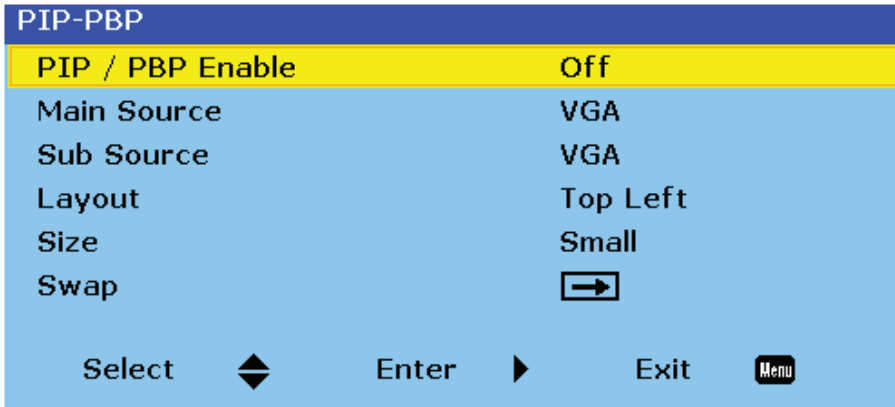 PIP-PBP
PIP / PBP Enable Off
Main Source VGA
Sub Source VGA
Layout Top Left
Size Small
Swap
Select Enter Exit Menu